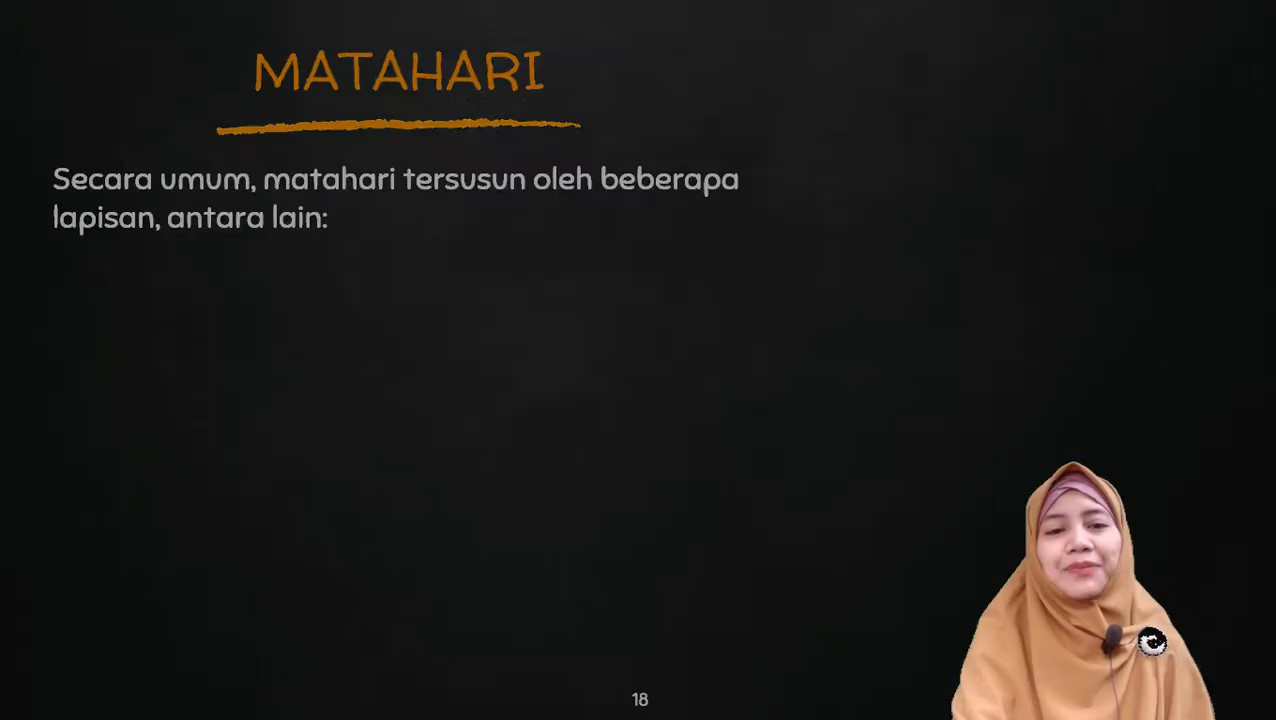 MATAHARI
Secara umum, matahari tersusun oleh beberapa
lapisan, antara lain:
18